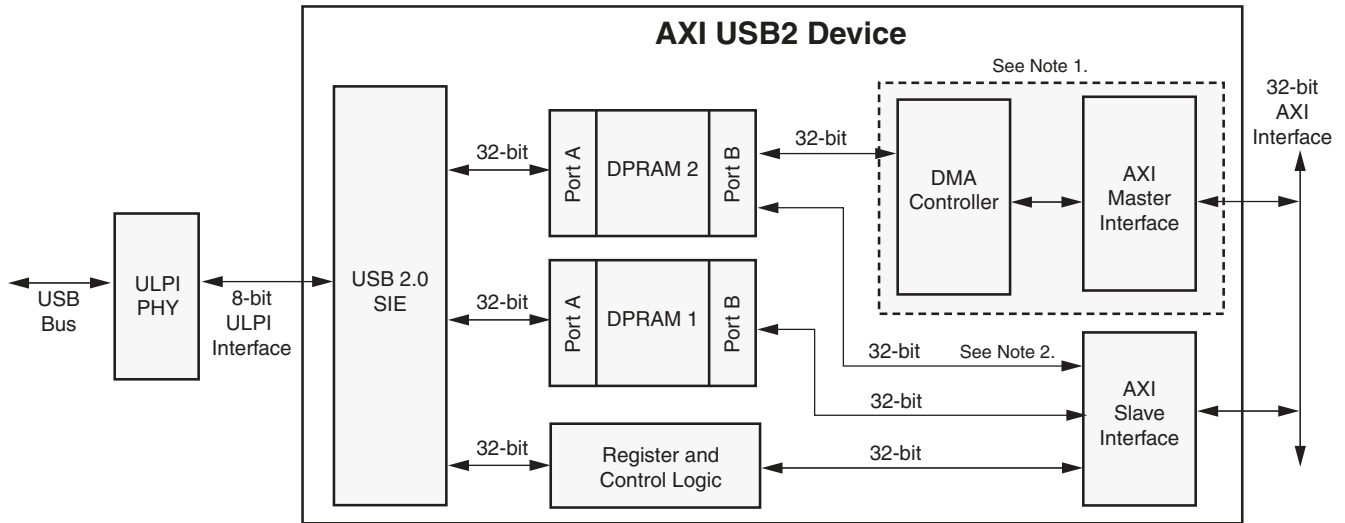 AXI USB2 Device
See Note 1.
32-bit
AXI
Interface
32-bit
Port A
DPRAM 2
Port B
32-bit
DMA
Controller
AXI
Master
Interface
ULPI
PHY
USB
Bus
8-bit
ULPI
Interface
USB 2.0
SIE
32-bit
Port A
DPRAM 1
Port B
32-bit
See Note 2.
32-bit
AXI
Slave
Interface
32-bit
Register and
Control Logic
32-bit